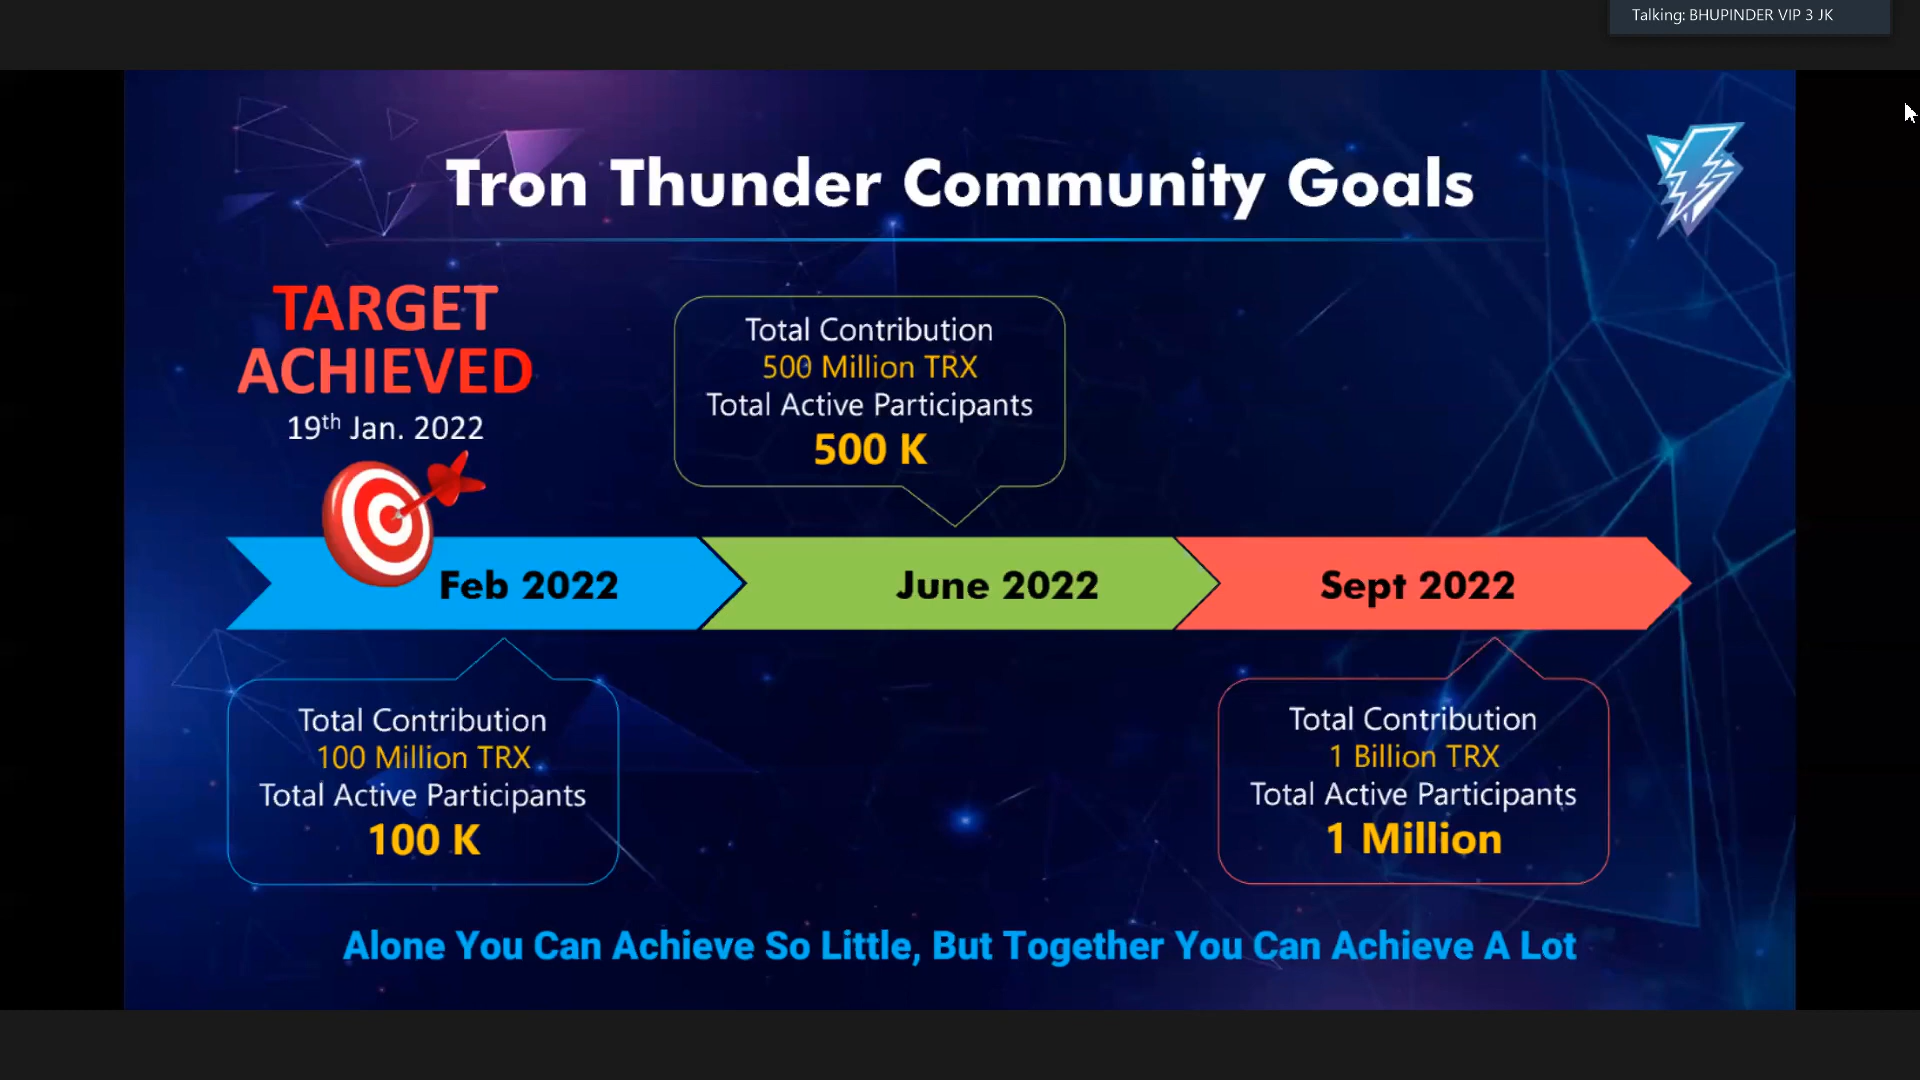 Talking: BHUPINDER VIP 3 JK
Tron Thunder Community Goals
TARGET
ACHIEVED
19th Jan. 2022
Total Contribution
500 Million TRX
Total Active Participants
500 K
Feb 2022
June 2022
Sept 2022
Total Contribution
100 Million TRX
Total Active Participants
100 K
Total Contribution
1 Billion TRX
Total Active Participants
1 Million
Alone You Can Achieve So Little, But Together You Can Achieve A Lot